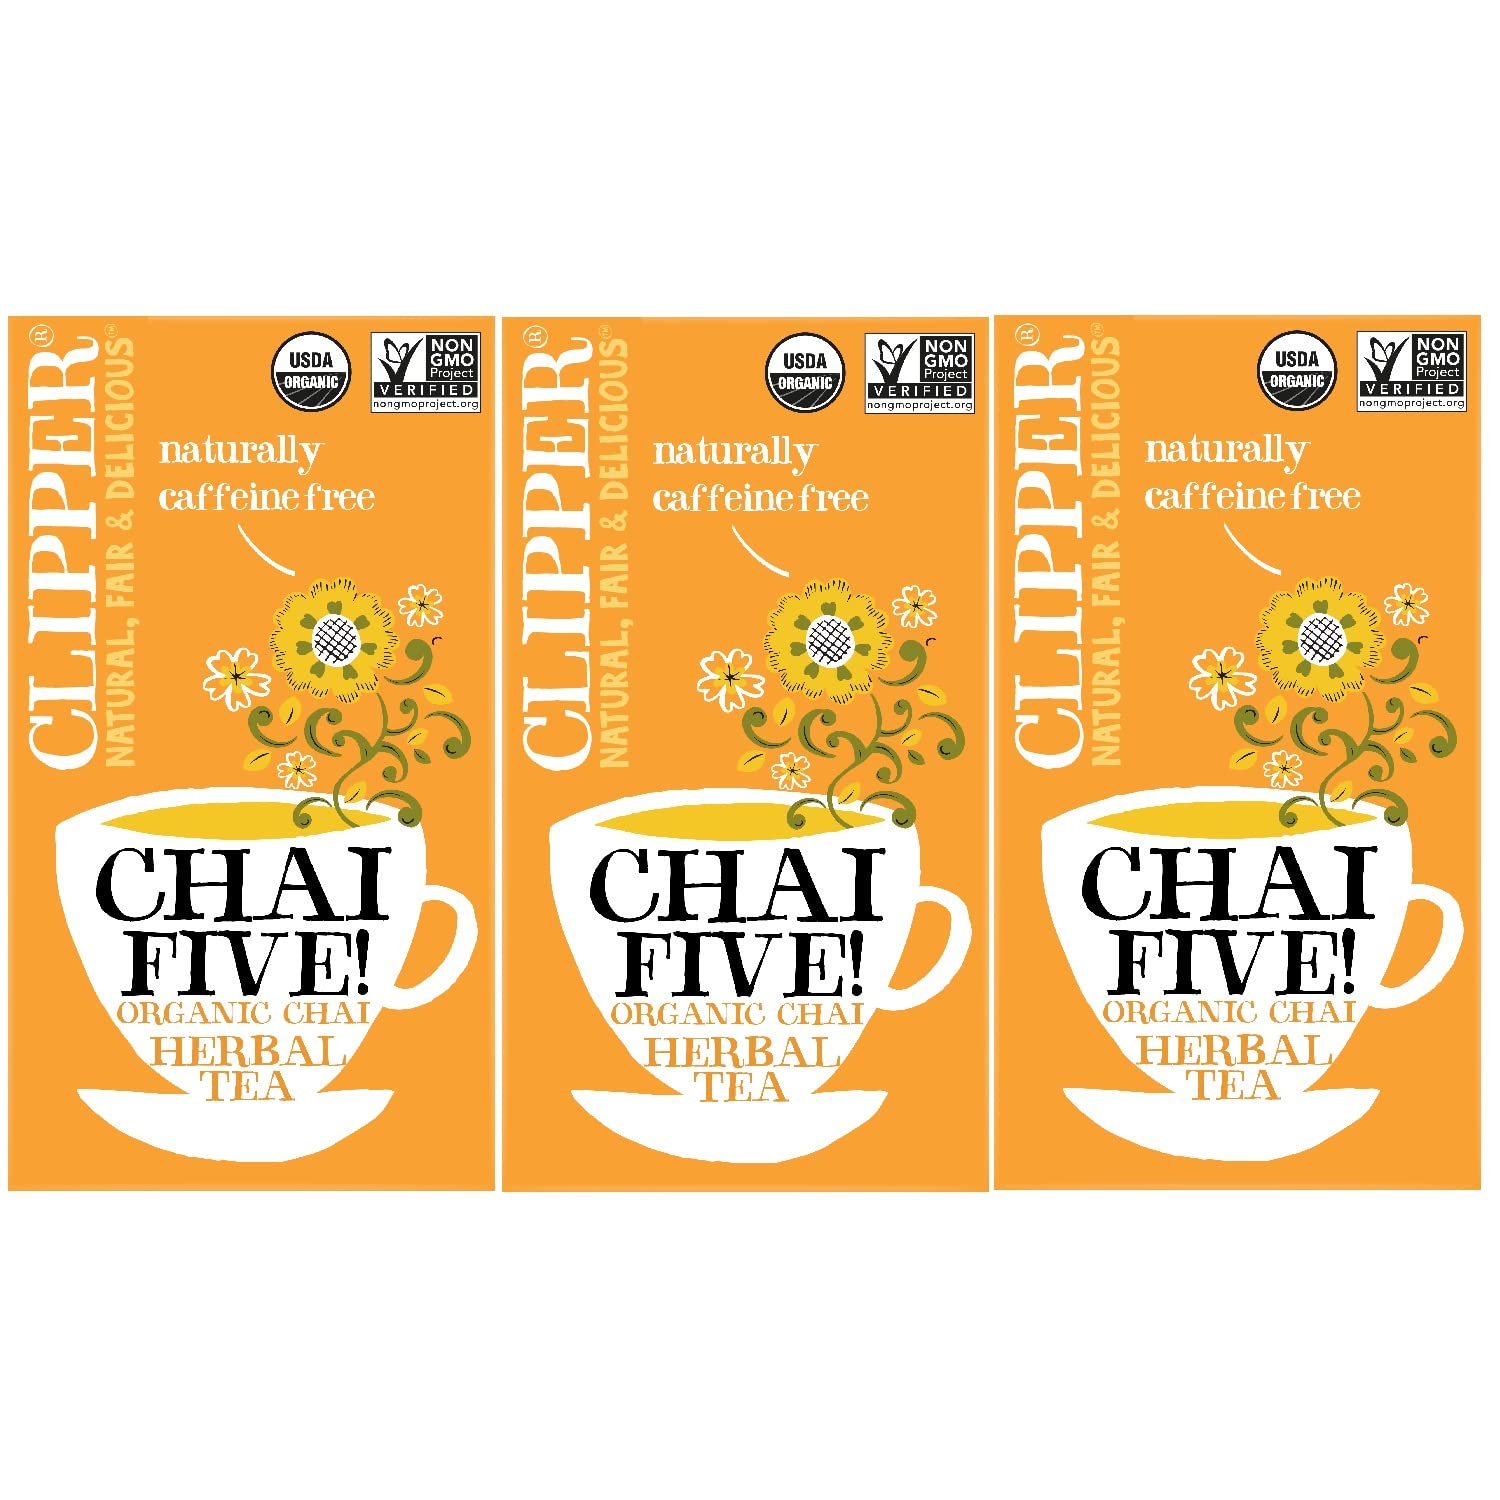 CLIPPER®
NATURAL, FAIR & DELICIOUS™
USDA
ORGANIC
NON
GMO
Project
VERIFIED
nongmoproject.org
naturally
caffeine free
CHAI
FIVE!
ORGANIC CHAI
HERBAL
TEA
CLIPPER®
NATURAL, FAIR & DELICIOUS™
USDA
ORGANIC
NON
GMO
Project
VERIFIED
nongmoproject.org
naturally
caffeine free
CHAI
FIVE!
ORGANIC CHAI
HERBAL
TEA
CLIPPER®
NATURAL, FAIR & DELICIOUS™
USDA
ORGANIC
NON
GMO
Project
VERIFIED
nongmoproject.org
naturally
caffeine free
CHAI
FIVE!
ORGANIC CHAI
HERBAL
TEA